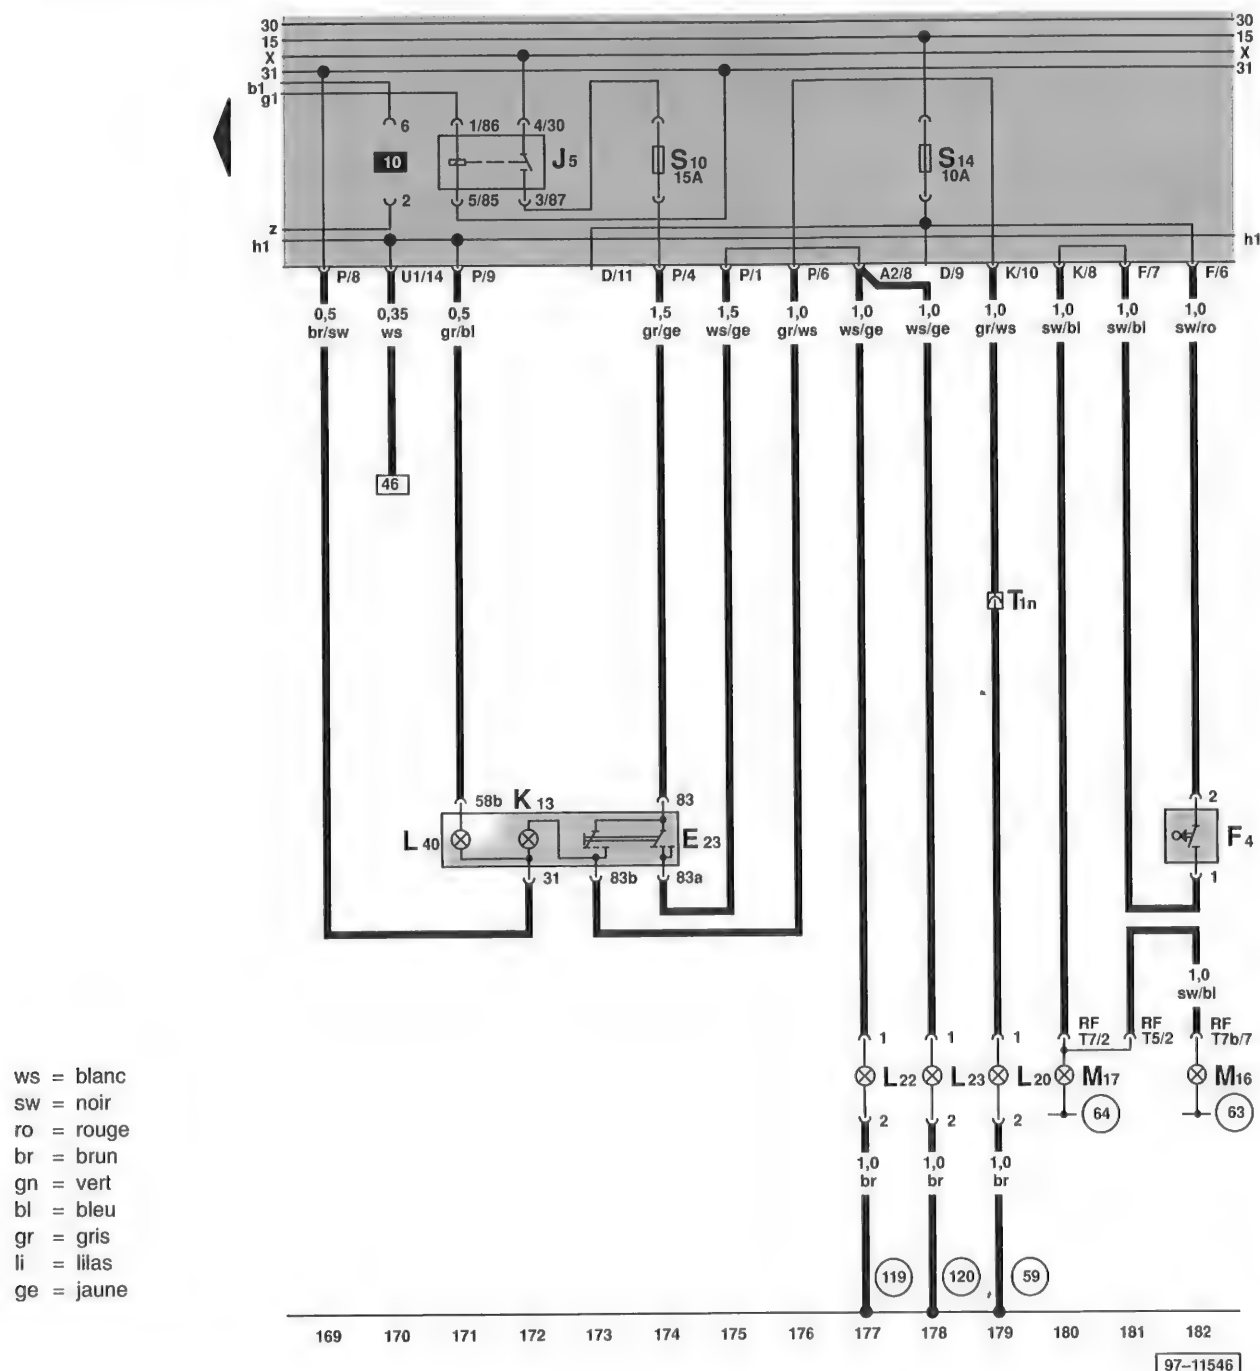 30 30
15 15
X X
31 31
b1
g1
6 1/86 4/30
10 J5 S10 15A S14 10A
2 5/85 3/87
z
h1 h1
P/8 U1/14 P/9 D/11 P/4 P/1 P/6 A2/8 D/9 K/10 K/8 F/7 F/6
0,5 0,35 0,5 1,5 1,5 1,0 1,0 1,0 1,0 1,0 1,0 1,0
br/sw ws gr/bl gr/ge ws/ge gr/ws ws/ge ws/ge gr/ws sw/bl sw/bl sw/ro
46
T1n
58b K13 83 2
L40 E23 F4
31 83b 83a 1
1,0
sw/bl
RF RF RF
1 1 1 T7/2 T5/2 T7b/7
L22 L23 L20 M17 M16
64 63
2 2 2
1,0 1,0 1,0
br br br
119 120 59
ws = blanc
sw = noir
ro = rouge
br = brun
gn = vert
bl = bleu
gr = gris
li = lilas
ge = jaune
169 170 171 172 173 174 175 176 177 178 179 180 181 182
97-11546